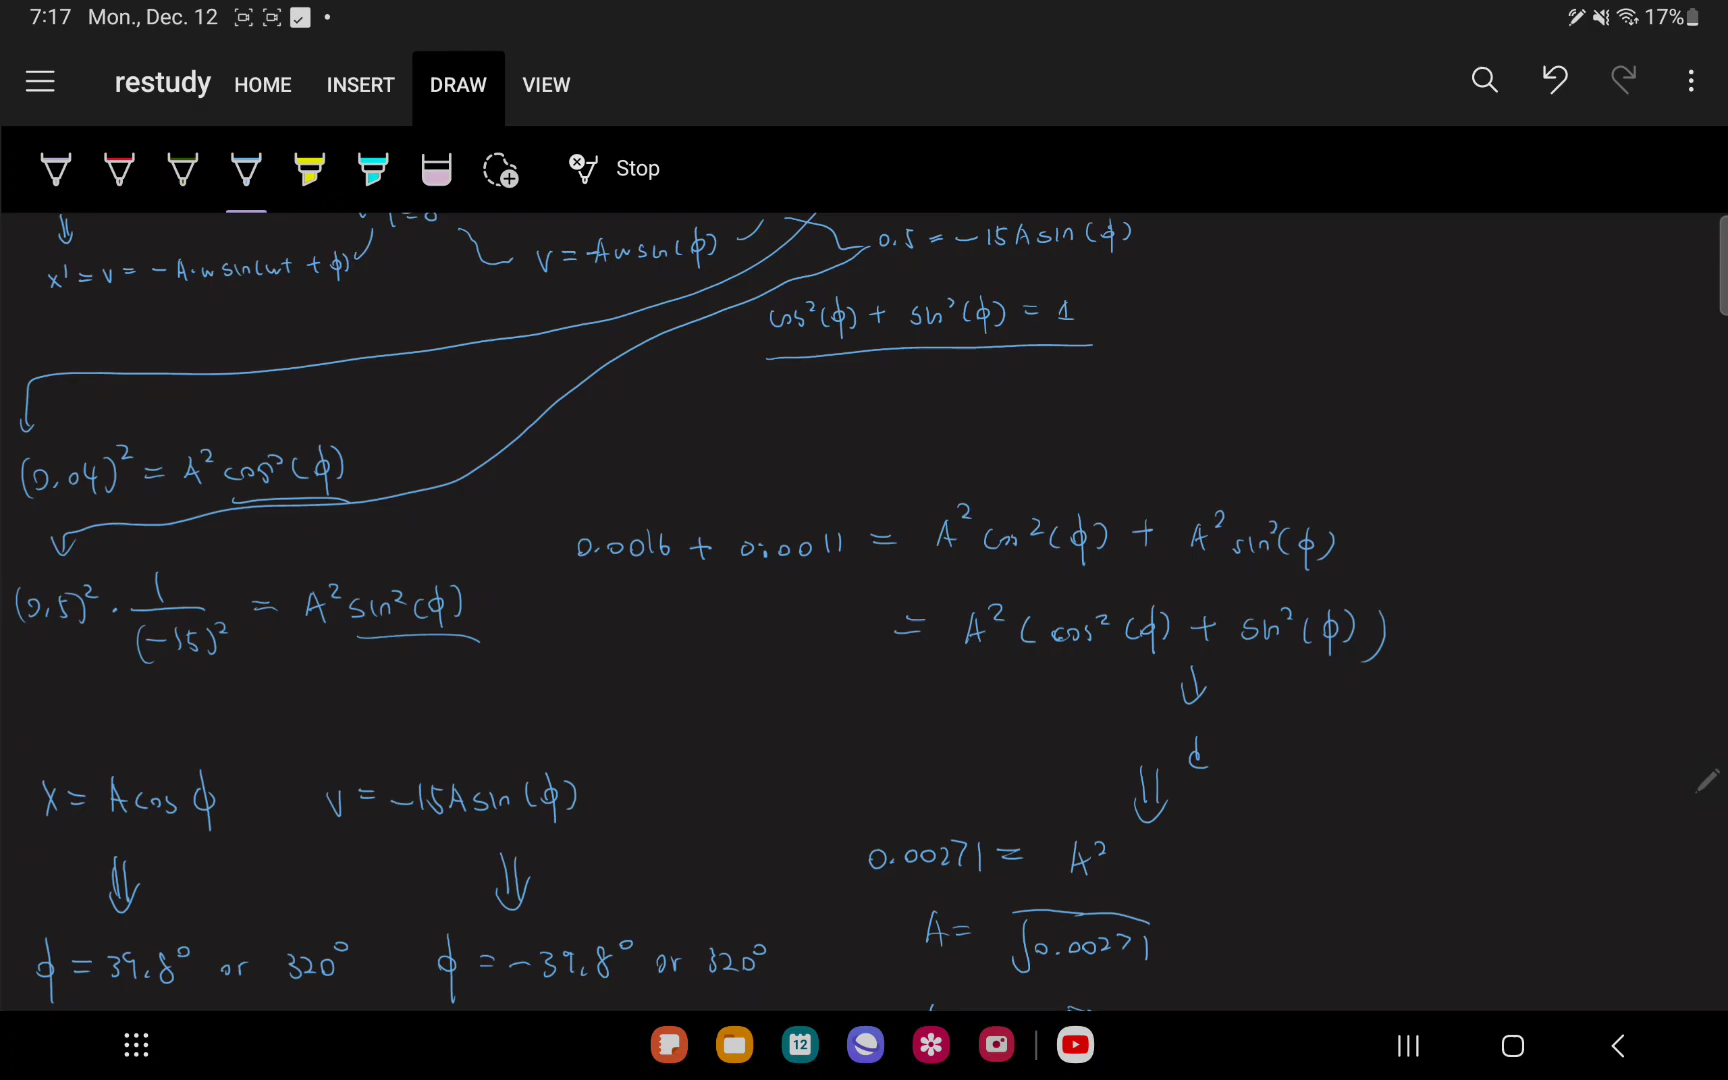 7:17 Mon., Dec. 12 17%
restudy HOME INSERT DRAW VIEW
Stop
x' = v = -A·w sin(wt + ϕ)
v = -Aw sin(ϕ)
0.5 = -15A sin(ϕ)
cos²(ϕ) + sin²(ϕ) = 1
(0.04)² = A² cos²(ϕ)
(0.5)² · 1/(-15)² = A² sin²(ϕ)
0.0016 + 0.0011 = A² cos²(ϕ) + A² sin²(ϕ)
= A² (cos²(ϕ) + sin²(ϕ))
X = A cos ϕ v = -15A sin(ϕ)
0.00271 = A²
A = √0.00271
ϕ = 39.8° or 320° ϕ = -39.8° or 320°
12